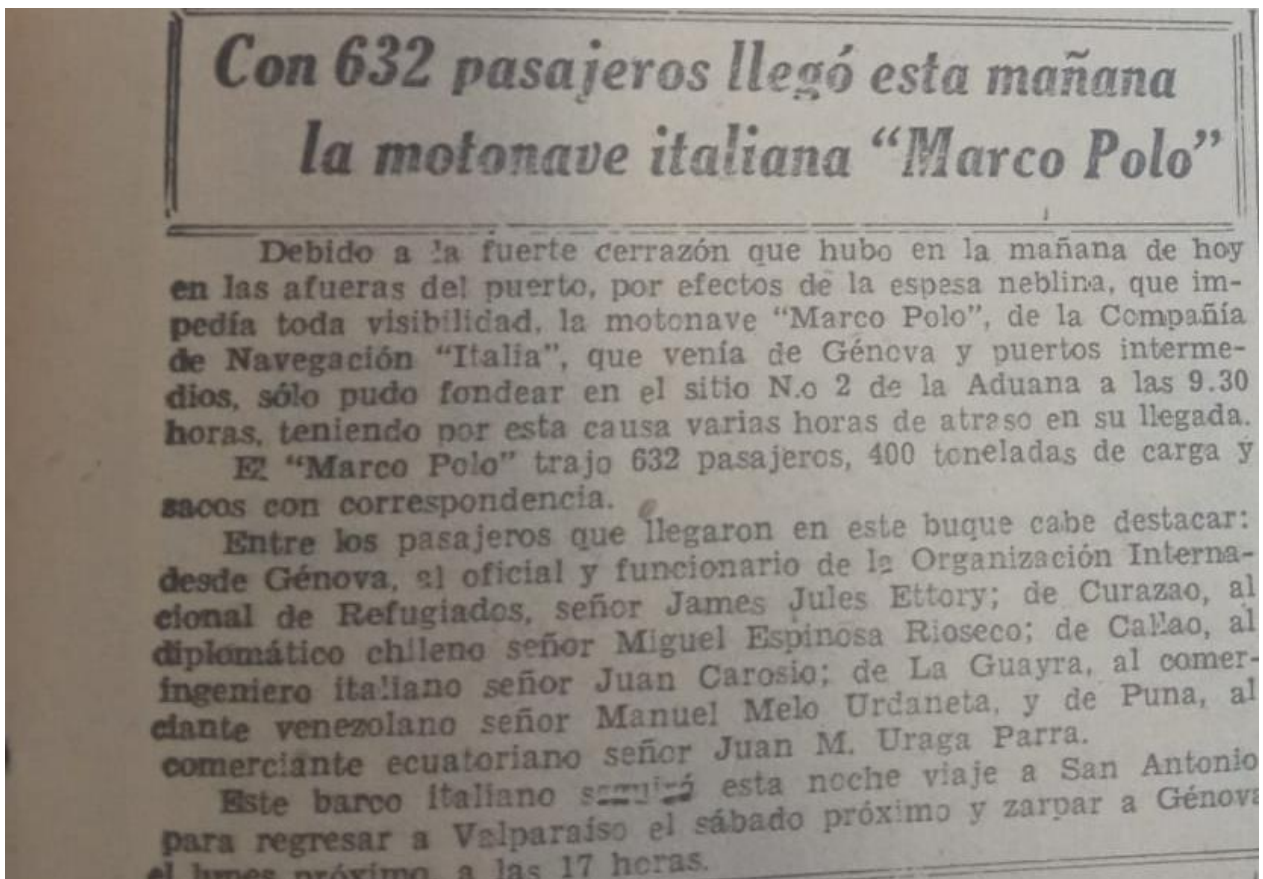 Con 632 pasajeros llegó esta mañana
la motonave italiana “Marco Polo”
Debido a la fuerte cerrazón que hubo en la mañana de hoy
en las afueras del puerto, por efectos de la espesa neblina, que im-
pedía toda visibilidad, la motonave “Marco Polo”, de la Compañía
de Navegación “Italia”, que venía de Génova y puertos interme-
dios, sólo pudo fondear en el sitio N.o 2 de la Aduana a las 9.30
horas, teniendo por esta causa varias horas de atraso en su llegada.
El “Marco Polo” trajo 632 pasajeros, 400 toneladas de carga y
sacos con correspondencia.
Entre los pasajeros que llegaron en este buque cabe destacar:
desde Génova, al oficial y funcionario de la Organización Interna-
cional de Refugiados, señor James Jules Ettory; de Curazao, al
diplomático chileno señor Miguel Espinosa Rioseco; de Callao, al
ingeniero italiano señor Juan Carosio; de La Guayra, al comer-
ciante venezolano señor Manuel Melo Urdaneta, y de Puna, al
comerciante ecuatoriano señor Juan M. Uraga Parra.
Este barco italiano seguirá esta noche viaje a San Antonio
para regresar a Valparaíso el sábado próximo y zarpar a Génova
el lunes próximo, a las 17 horas.